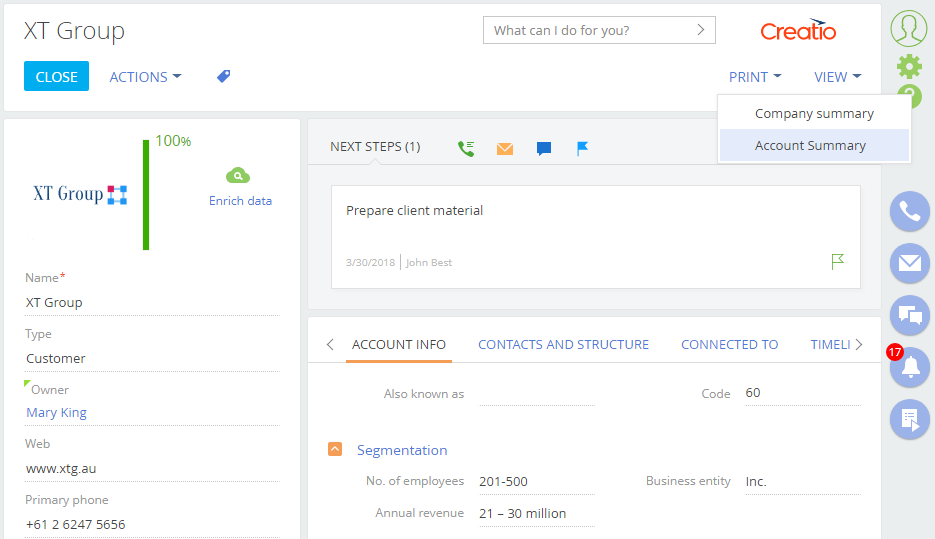 XT Group
What can I do for you?
Creatio
CLOSE
ACTIONS
PRINT
VIEW
Company summary
Account Summary
100%
XT Group
Enrich data
Name*
XT Group
Type
Customer
Owner
Mary King
Web
www.xtg.au
Primary phone
+61 2 6247 5656
NEXT STEPS (1)
Prepare client material
3/30/2018 | John Best
ACCOUNT INFO
CONTACTS AND STRUCTURE
CONNECTED TO
TIMELI
Also known as
Code 60
Segmentation
No. of employees 201-500
Business entity Inc.
Annual revenue 21 – 30 million
17